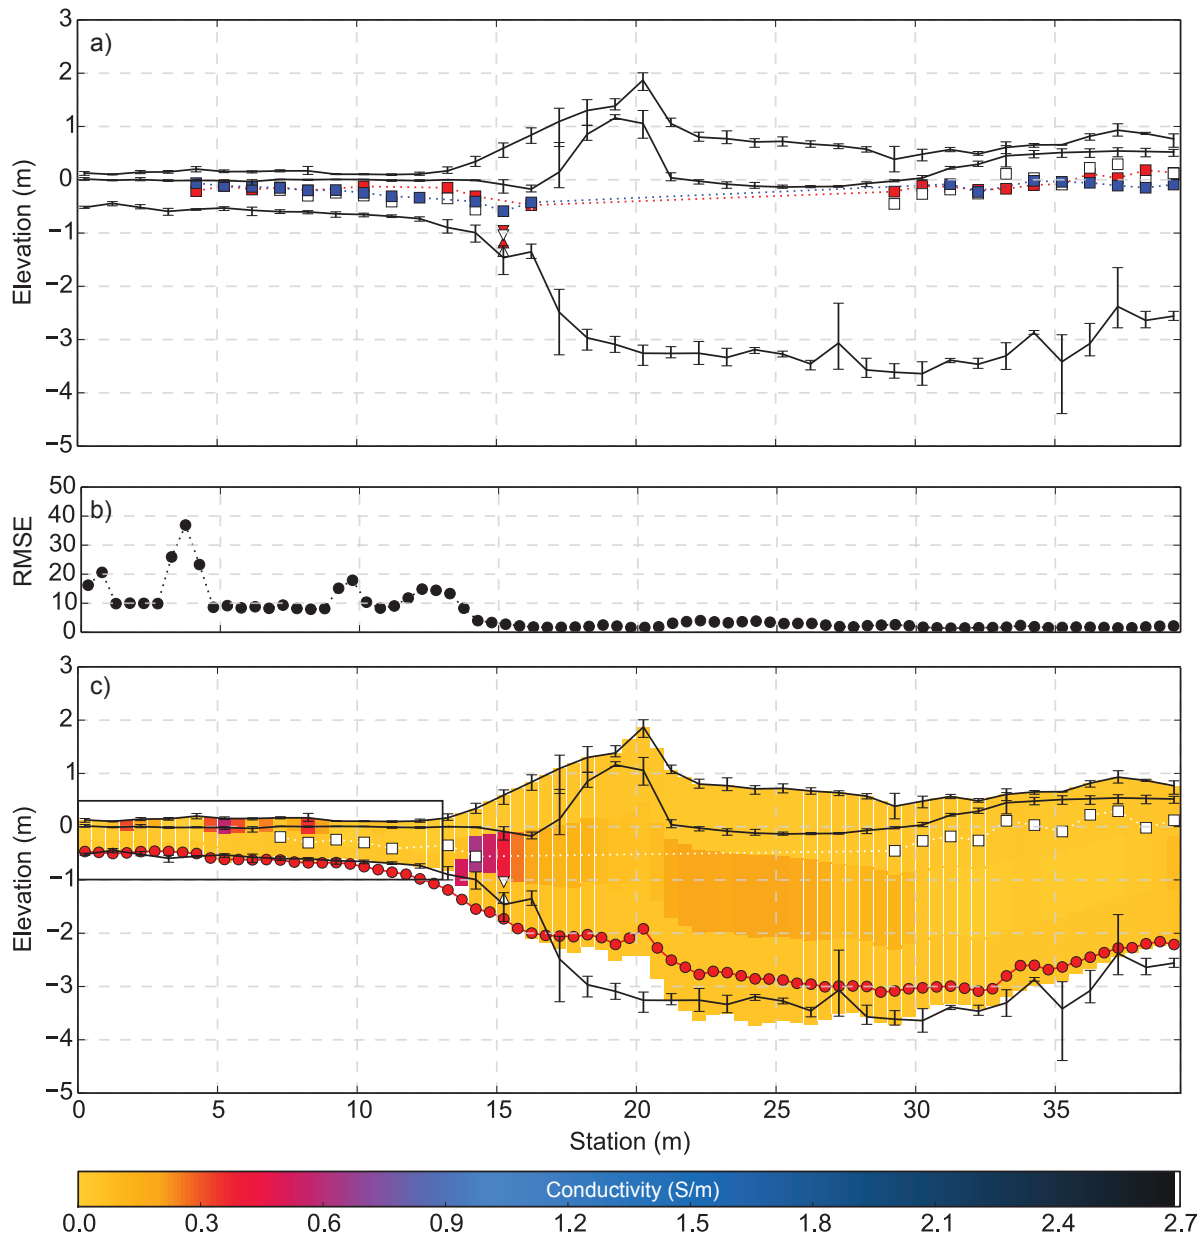 a)
3
2
1
0
−1
−2
−3
−4
−5
Elevation (m)
b)
50
40
30
20
10
0
RMSE
c)
3
2
1
0
−1
−2
−3
−4
−5
Elevation (m)
0 5 10 15 20 25 30 35
Station (m)
Conductivity (S/m)
0.0 0.3 0.6 0.9 1.2 1.5 1.8 2.1 2.4 2.7